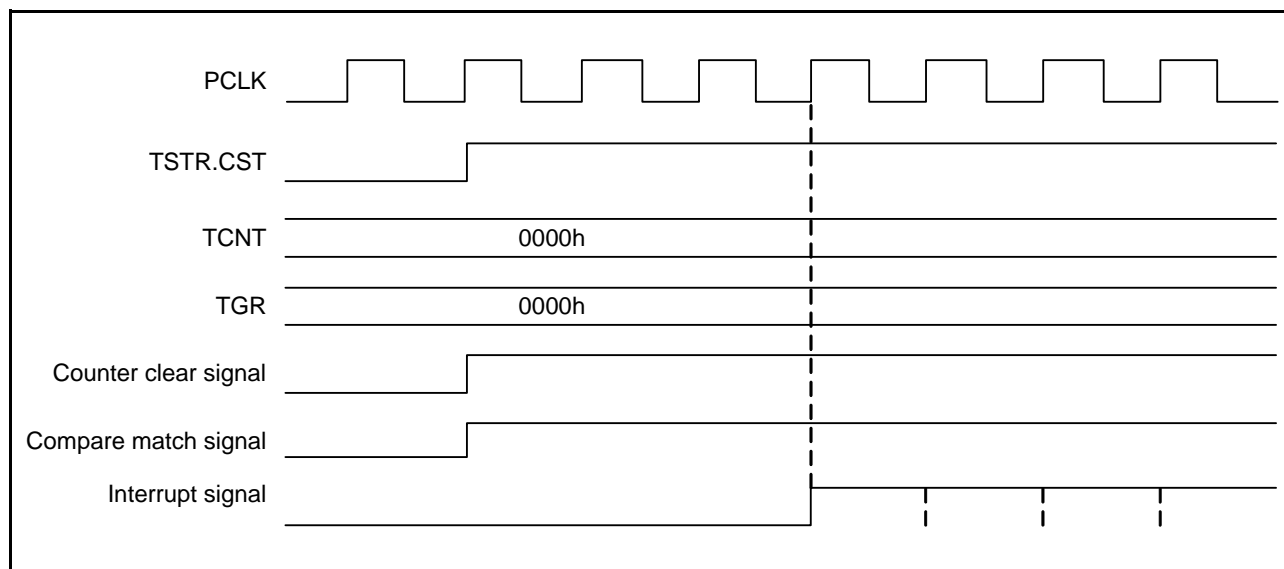 PCLK
TSTR.CST
TCNT
0000h
TGR
0000h
Counter clear signal
Compare match signal
Interrupt signal